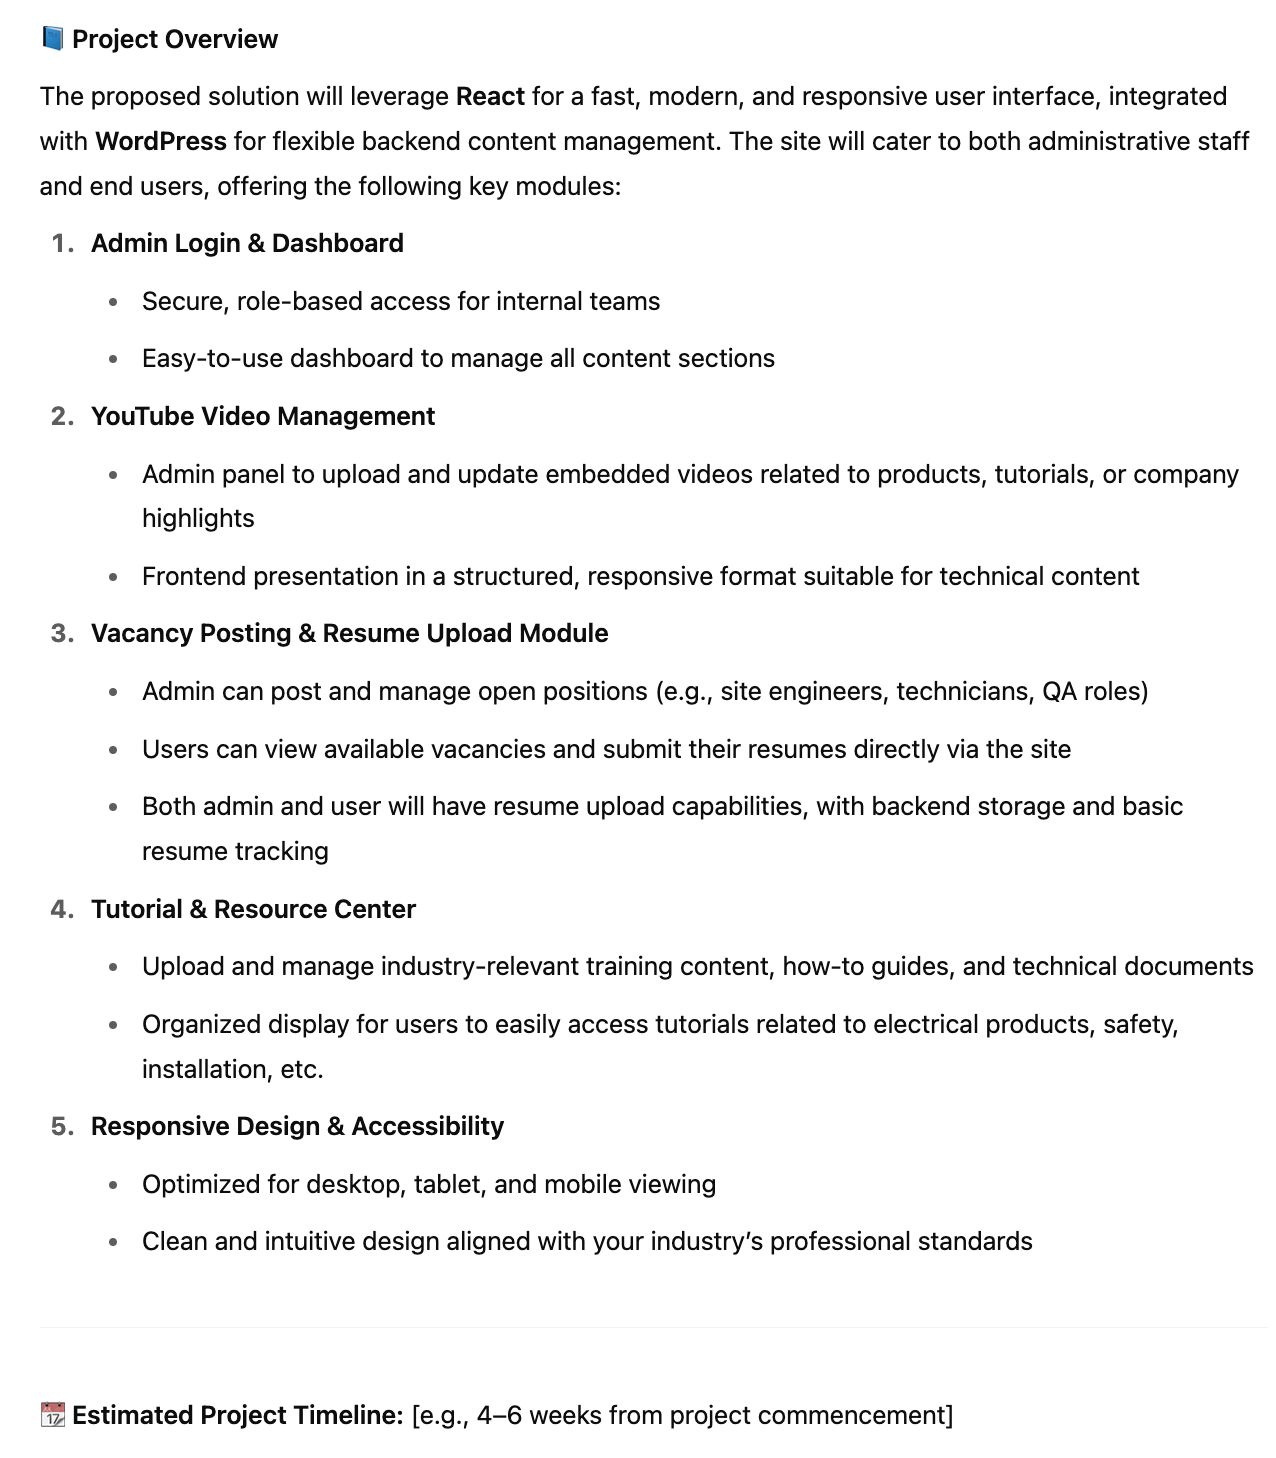 📘 Project Overview
The proposed solution will leverage React for a fast, modern, and responsive user interface, integrated
with WordPress for flexible backend content management. The site will cater to both administrative staff
and end users, offering the following key modules:
1. Admin Login & Dashboard
• Secure, role-based access for internal teams
• Easy-to-use dashboard to manage all content sections
2. YouTube Video Management
• Admin panel to upload and update embedded videos related to products, tutorials, or company
highlights
• Frontend presentation in a structured, responsive format suitable for technical content
3. Vacancy Posting & Resume Upload Module
• Admin can post and manage open positions (e.g., site engineers, technicians, QA roles)
• Users can view available vacancies and submit their resumes directly via the site
• Both admin and user will have resume upload capabilities, with backend storage and basic
resume tracking
4. Tutorial & Resource Center
• Upload and manage industry-relevant training content, how-to guides, and technical documents
• Organized display for users to easily access tutorials related to electrical products, safety,
installation, etc.
5. Responsive Design & Accessibility
• Optimized for desktop, tablet, and mobile viewing
• Clean and intuitive design aligned with your industry’s professional standards
📆 Estimated Project Timeline: [e.g., 4–6 weeks from project commencement]